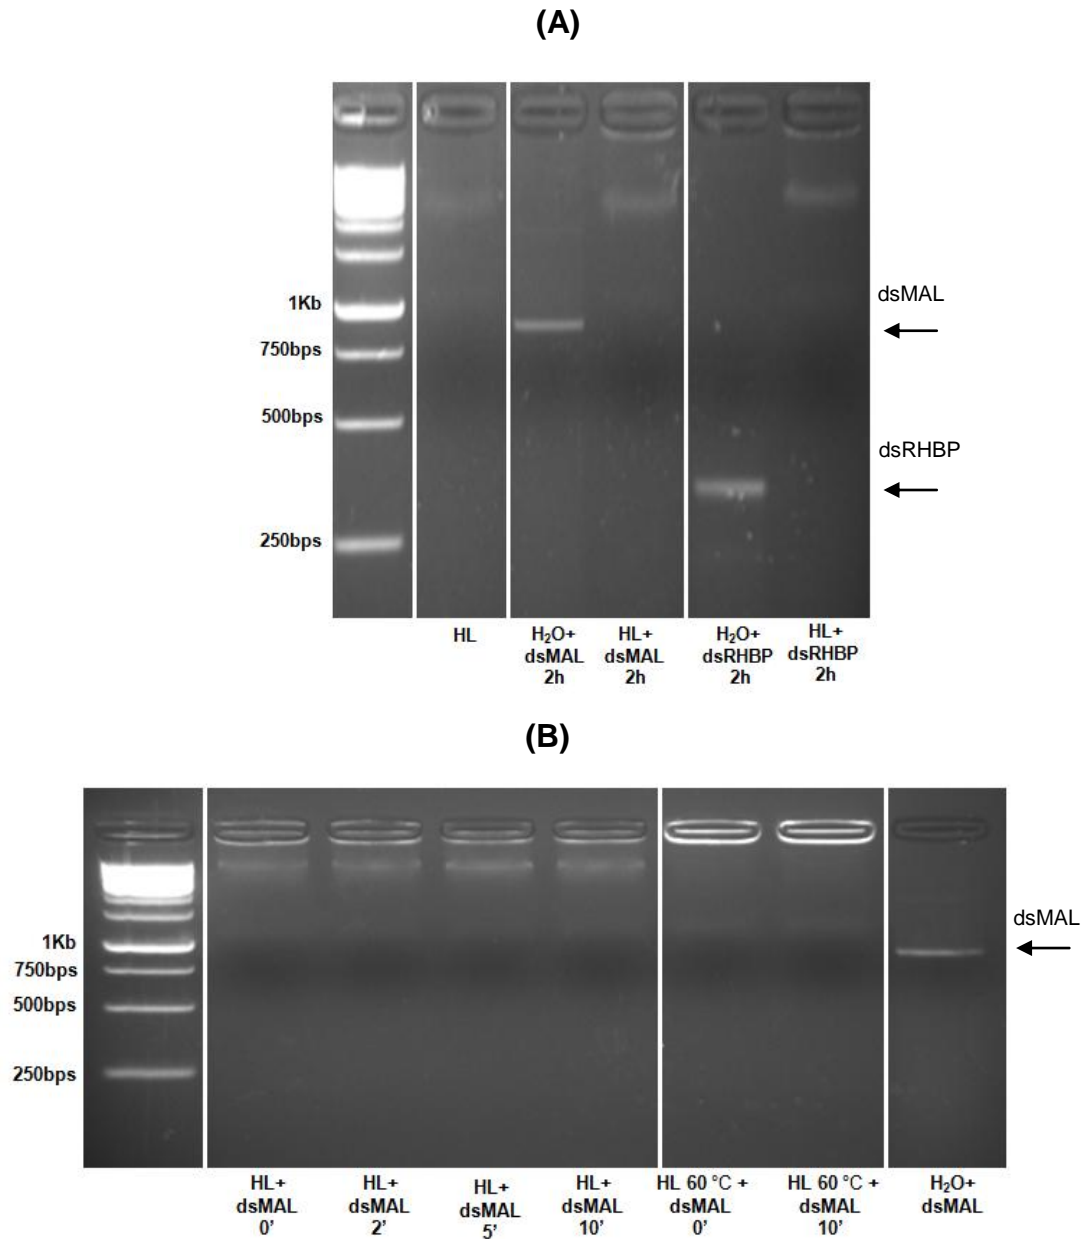 (A)
1Kb
750bps
500bps
250bps
dsMAL
dsRHBP
HL
H₂O+
dsMAL
2h
HL+
dsMAL
2h
H₂O+
dsRHBP
2h
HL+
dsRHBP
2h
(B)
1Kb
750bps
500bps
250bps
dsMAL
HL+
dsMAL
0'
HL+
dsMAL
2'
HL+
dsMAL
5'
HL+
dsMAL
10'
HL 60 °C +
dsMAL
0'
HL 60 °C +
dsMAL
10'
H₂O+
dsMAL